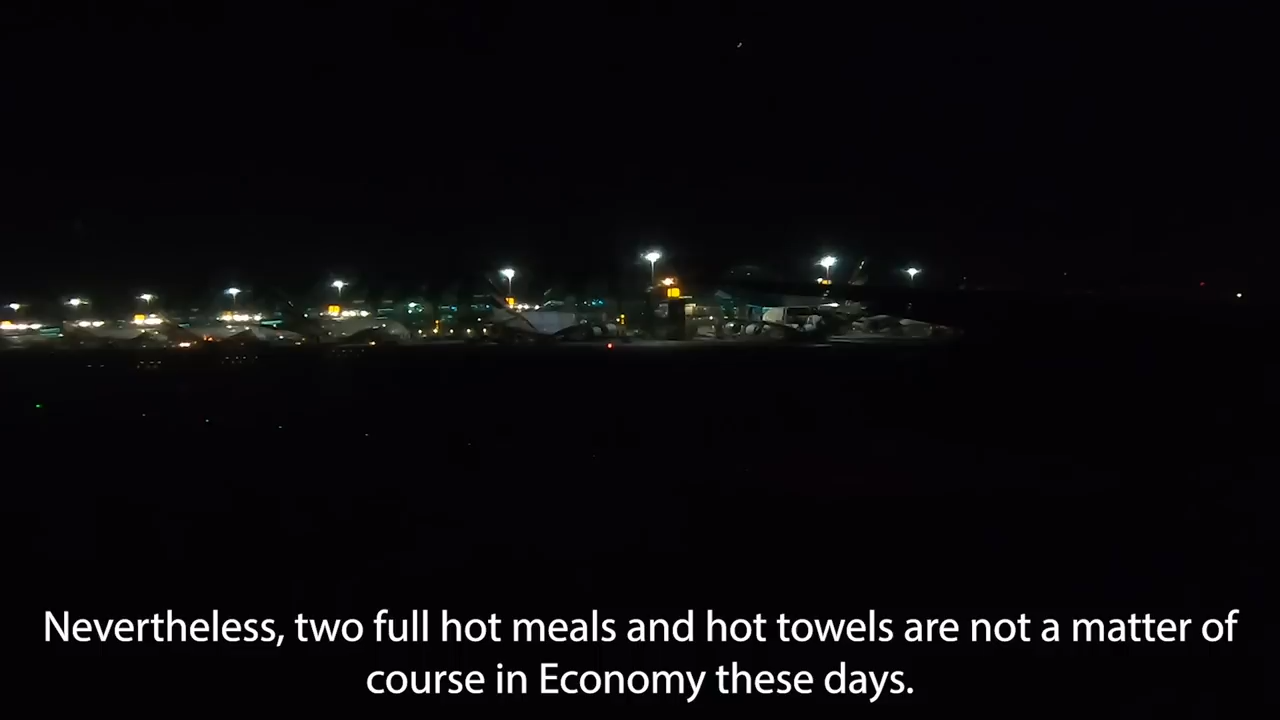 Nevertheless, two full hot meals and hot towels are not a matter of
course in Economy these days.